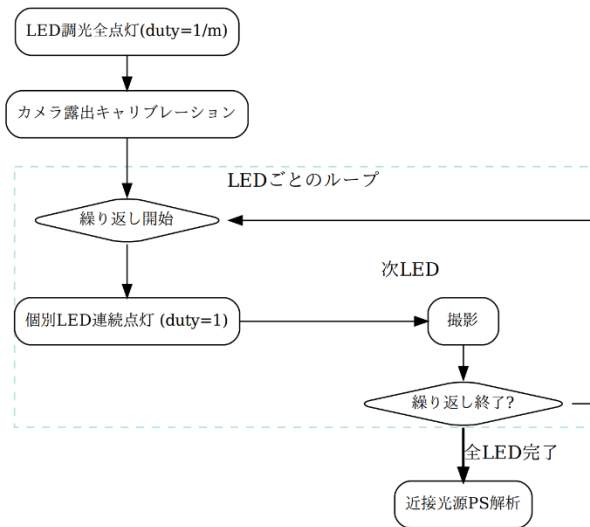 LED調光全点灯(duty=1/m)
カメラ露出キャリブレーション
LEDごとのループ
繰り返し開始
次LED
個別LED連続点灯 (duty=1)
撮影
繰り返し終了?
全LED完了
近接光源PS解析